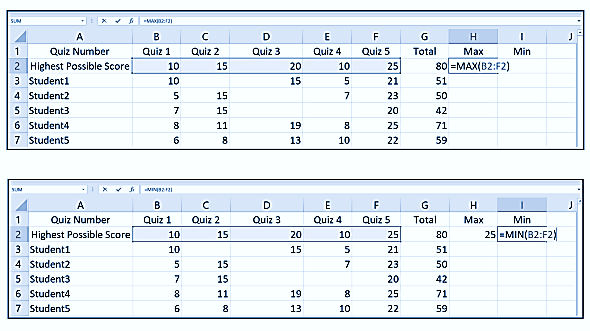 SUM fx =MAX(B2:F2)
A B C D E F G H I J
1 Quiz Number Quiz 1 Quiz 2 Quiz 3 Quiz 4 Quiz 5 Total Max Min
2 Highest Possible Score 10 15 20 10 25 80 =MAX(B2:F2)
3 Student1 10 15 5 21 51
4 Student2 5 15 7 23 50
5 Student3 7 15 20 42
6 Student4 8 11 19 8 25 71
7 Student5 6 8 13 10 22 59
SUM fx =MIN(B2:F2)
A B C D E F G H I J
1 Quiz Number Quiz 1 Quiz 2 Quiz 3 Quiz 4 Quiz 5 Total Max Min
2 Highest Possible Score 10 15 20 10 25 80 25 =MIN(B2:F2)
3 Student1 10 15 5 21 51
4 Student2 5 15 7 23 50
5 Student3 7 15 20 42
6 Student4 8 11 19 8 25 71
7 Student5 6 8 13 10 22 59